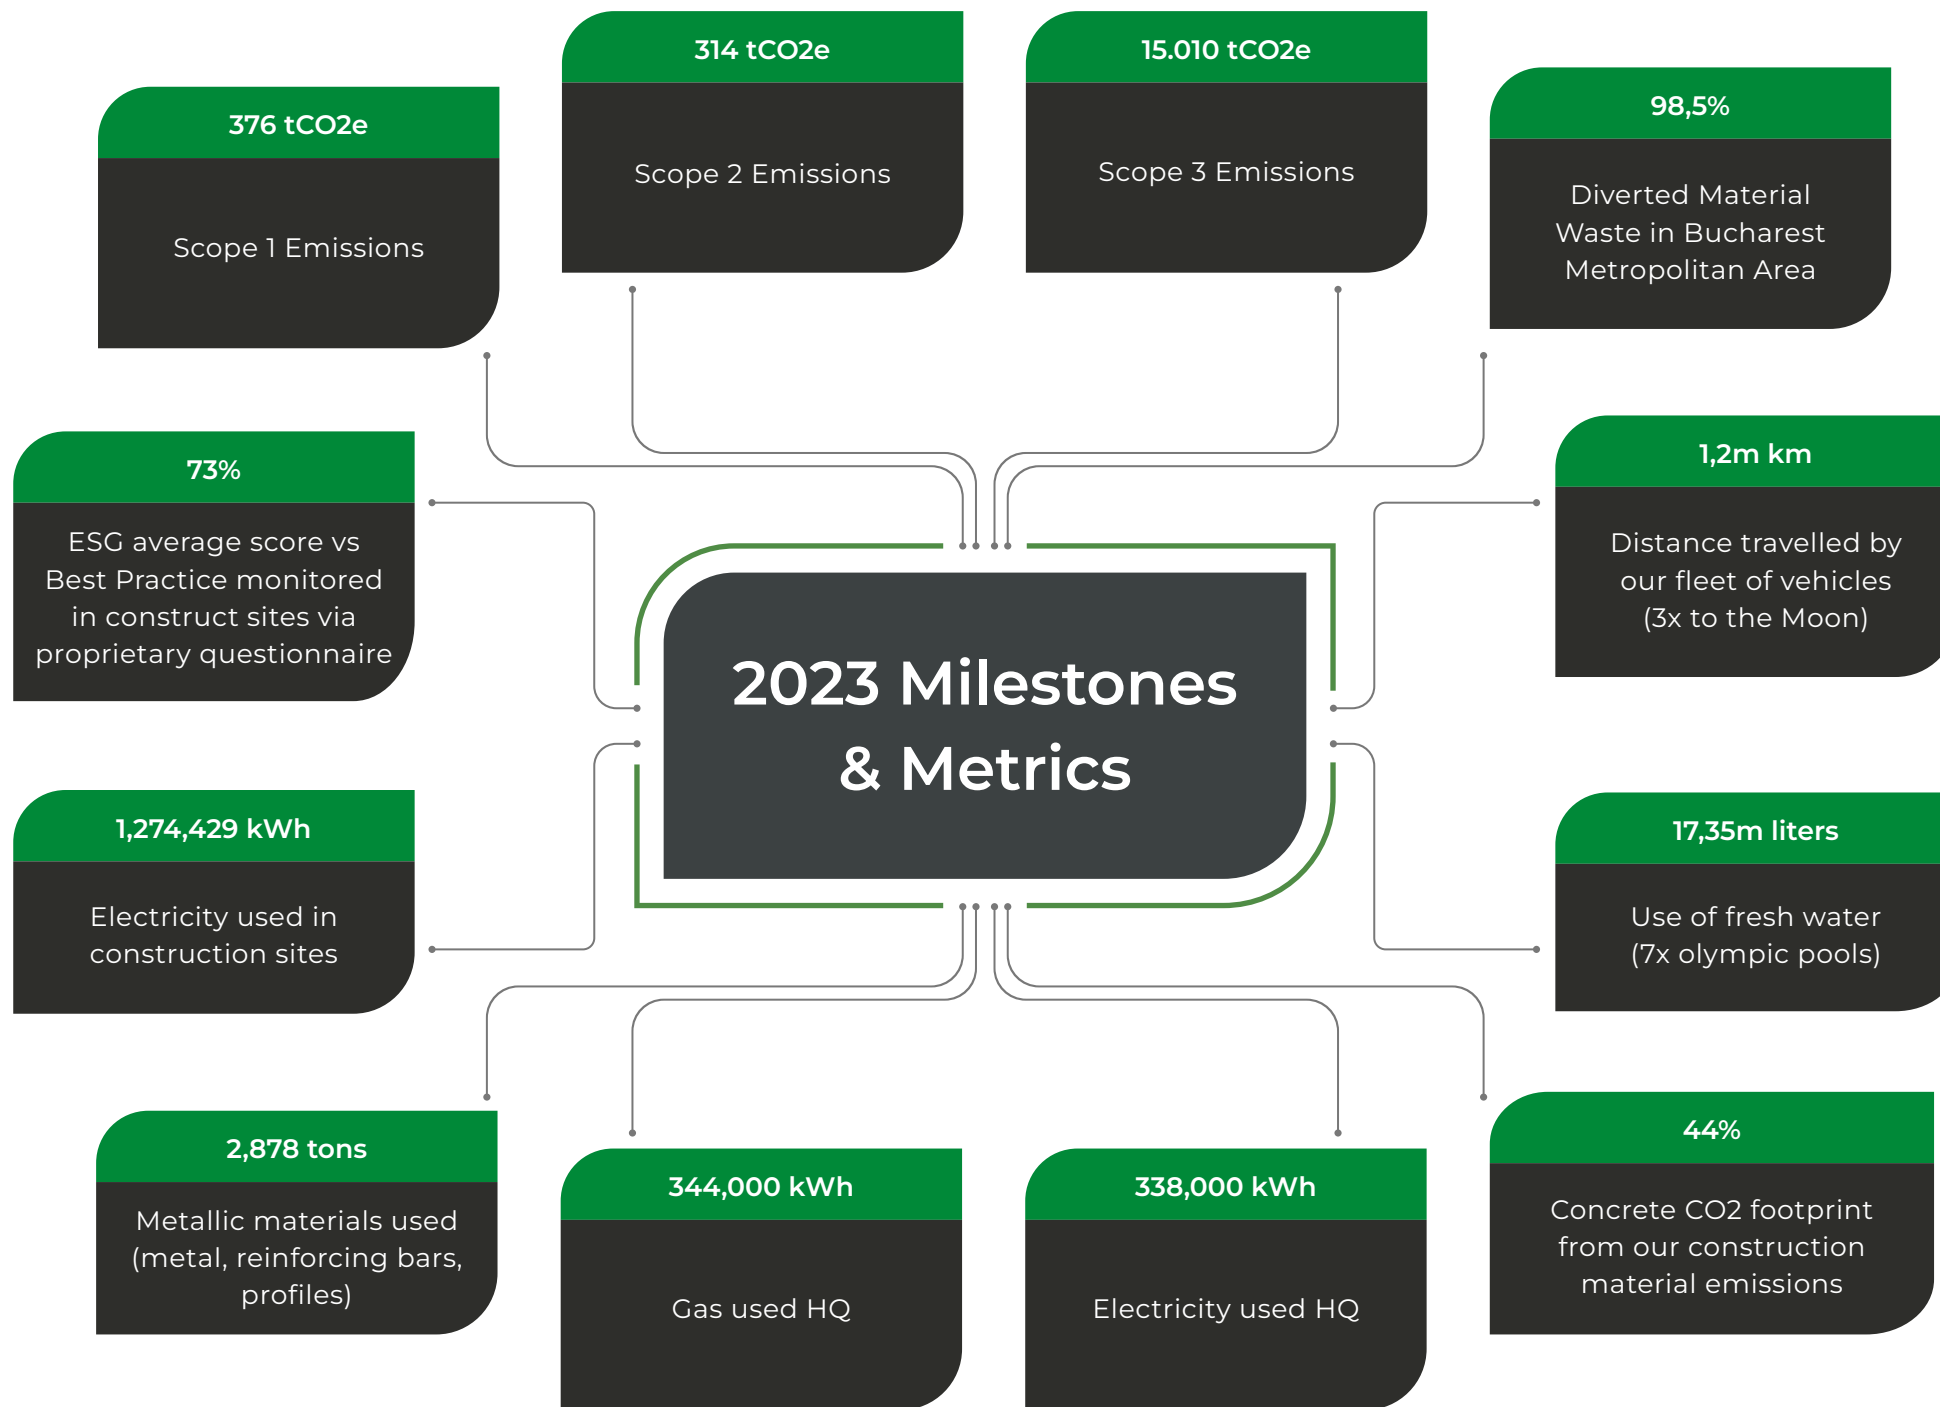 376 tCO2e
Scope 1 Emissions
314 tCO2e
Scope 2 Emissions
15.010 tCO2e
Scope 3 Emissions
98,5%
Diverted Material
Waste in Bucharest
Metropolitan Area
73%
ESG average score vs
Best Practice monitored
in construct sites via
proprietary questionnaire
1,2m km
Distance travelled by
our fleet of vehicles
(3x to the Moon)
2023 Milestones
& Metrics
1,274,429 kWh
Electricity used in
construction sites
17,35m liters
Use of fresh water
(7x olympic pools)
2,878 tons
Metallic materials used
(metal, reinforcing bars,
profiles)
344,000 kWh
Gas used HQ
338,000 kWh
Electricity used HQ
44%
Concrete CO2 footprint
from our construction
material emissions